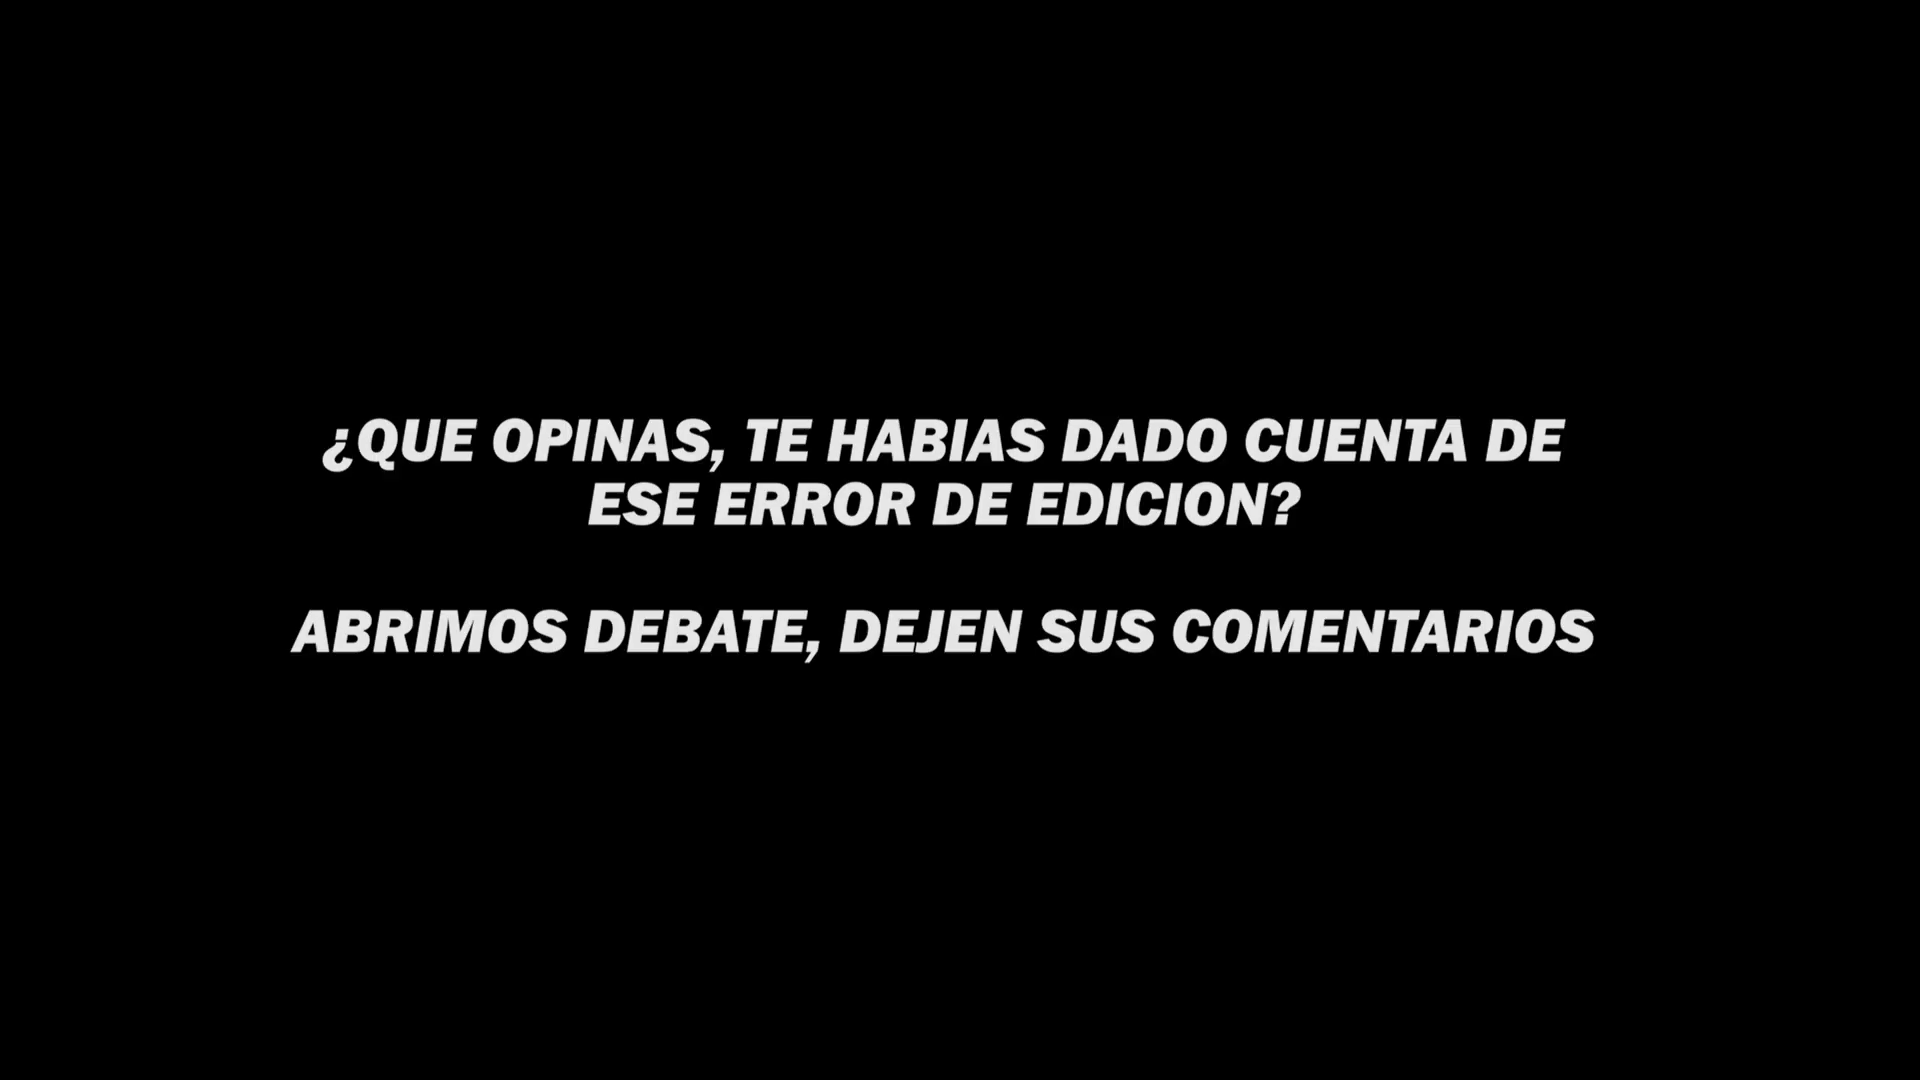 ¿QUE OPINAS, TE HABIAS DADO CUENTA DE
ESE ERROR DE EDICION?
ABRIMOS DEBATE, DEJEN SUS COMENTARIOS